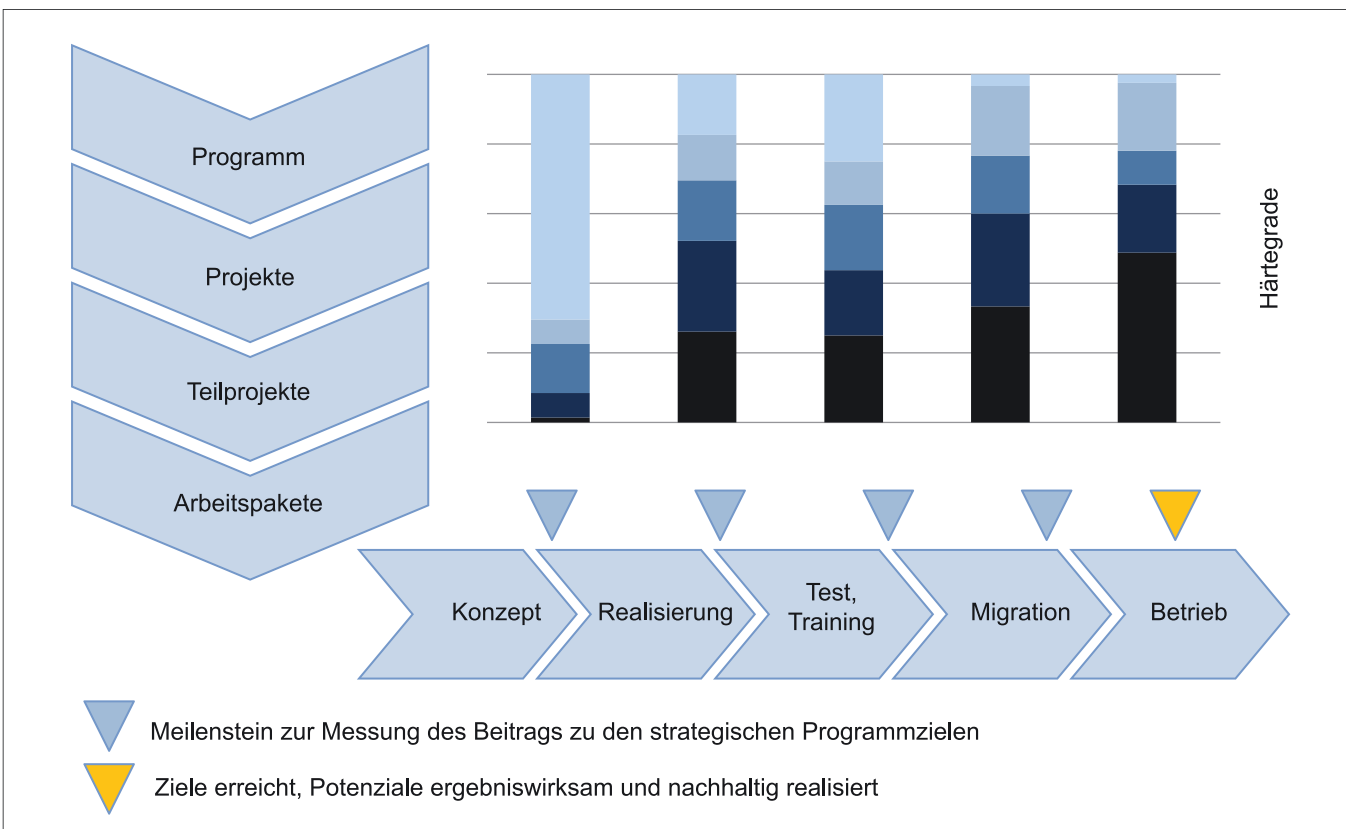 Programm
Projekte
Teilprojekte
Arbeitspakete
Härtegrade
Konzept
Realisierung
Test,
Training
Migration
Betrieb
Meilenstein zur Messung des Beitrags zu den strategischen Programmzielen
Ziele erreicht, Potenziale ergebniswirksam und nachhaltig realisiert